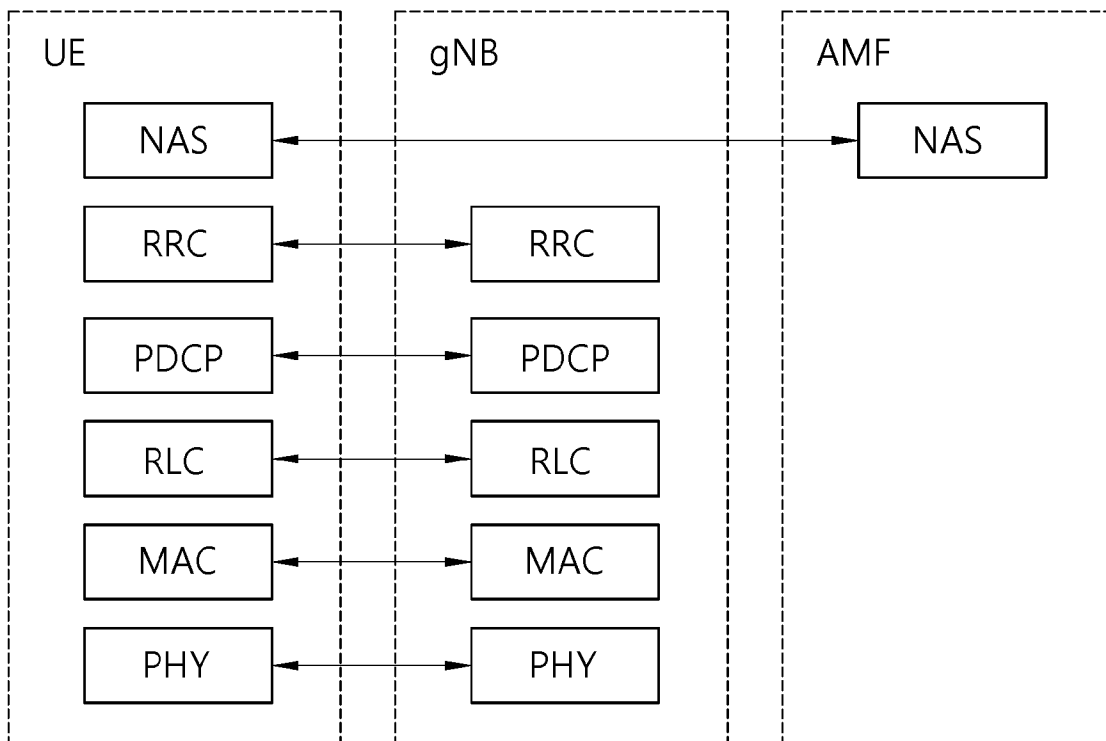 UE
gNB
AMF
NAS
NAS
RRC
RRC
PDCP
PDCP
RLC
RLC
MAC
MAC
PHY
PHY